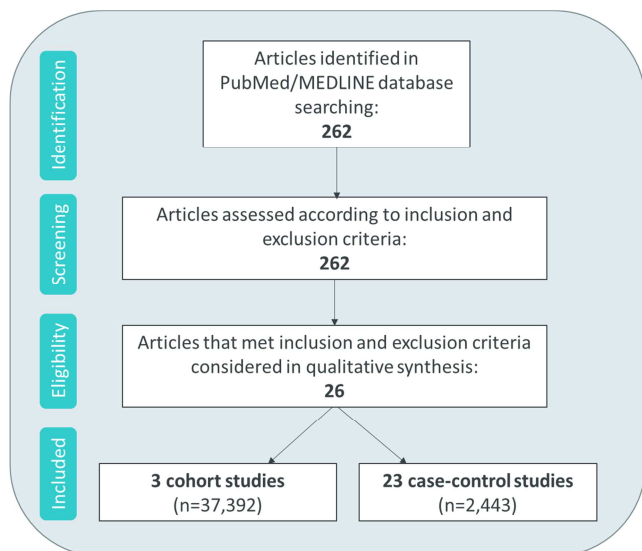 Identification
Articles identified in
PubMed/MEDLINE database
searching:
262
Screening
Articles assessed according to inclusion and
exclusion criteria:
262
Eligibility
Articles that met inclusion and exclusion criteria
considered in qualitative synthesis:
26
Included
3 cohort studies
(n=37,392)
23 case-control studies
(n=2,443)